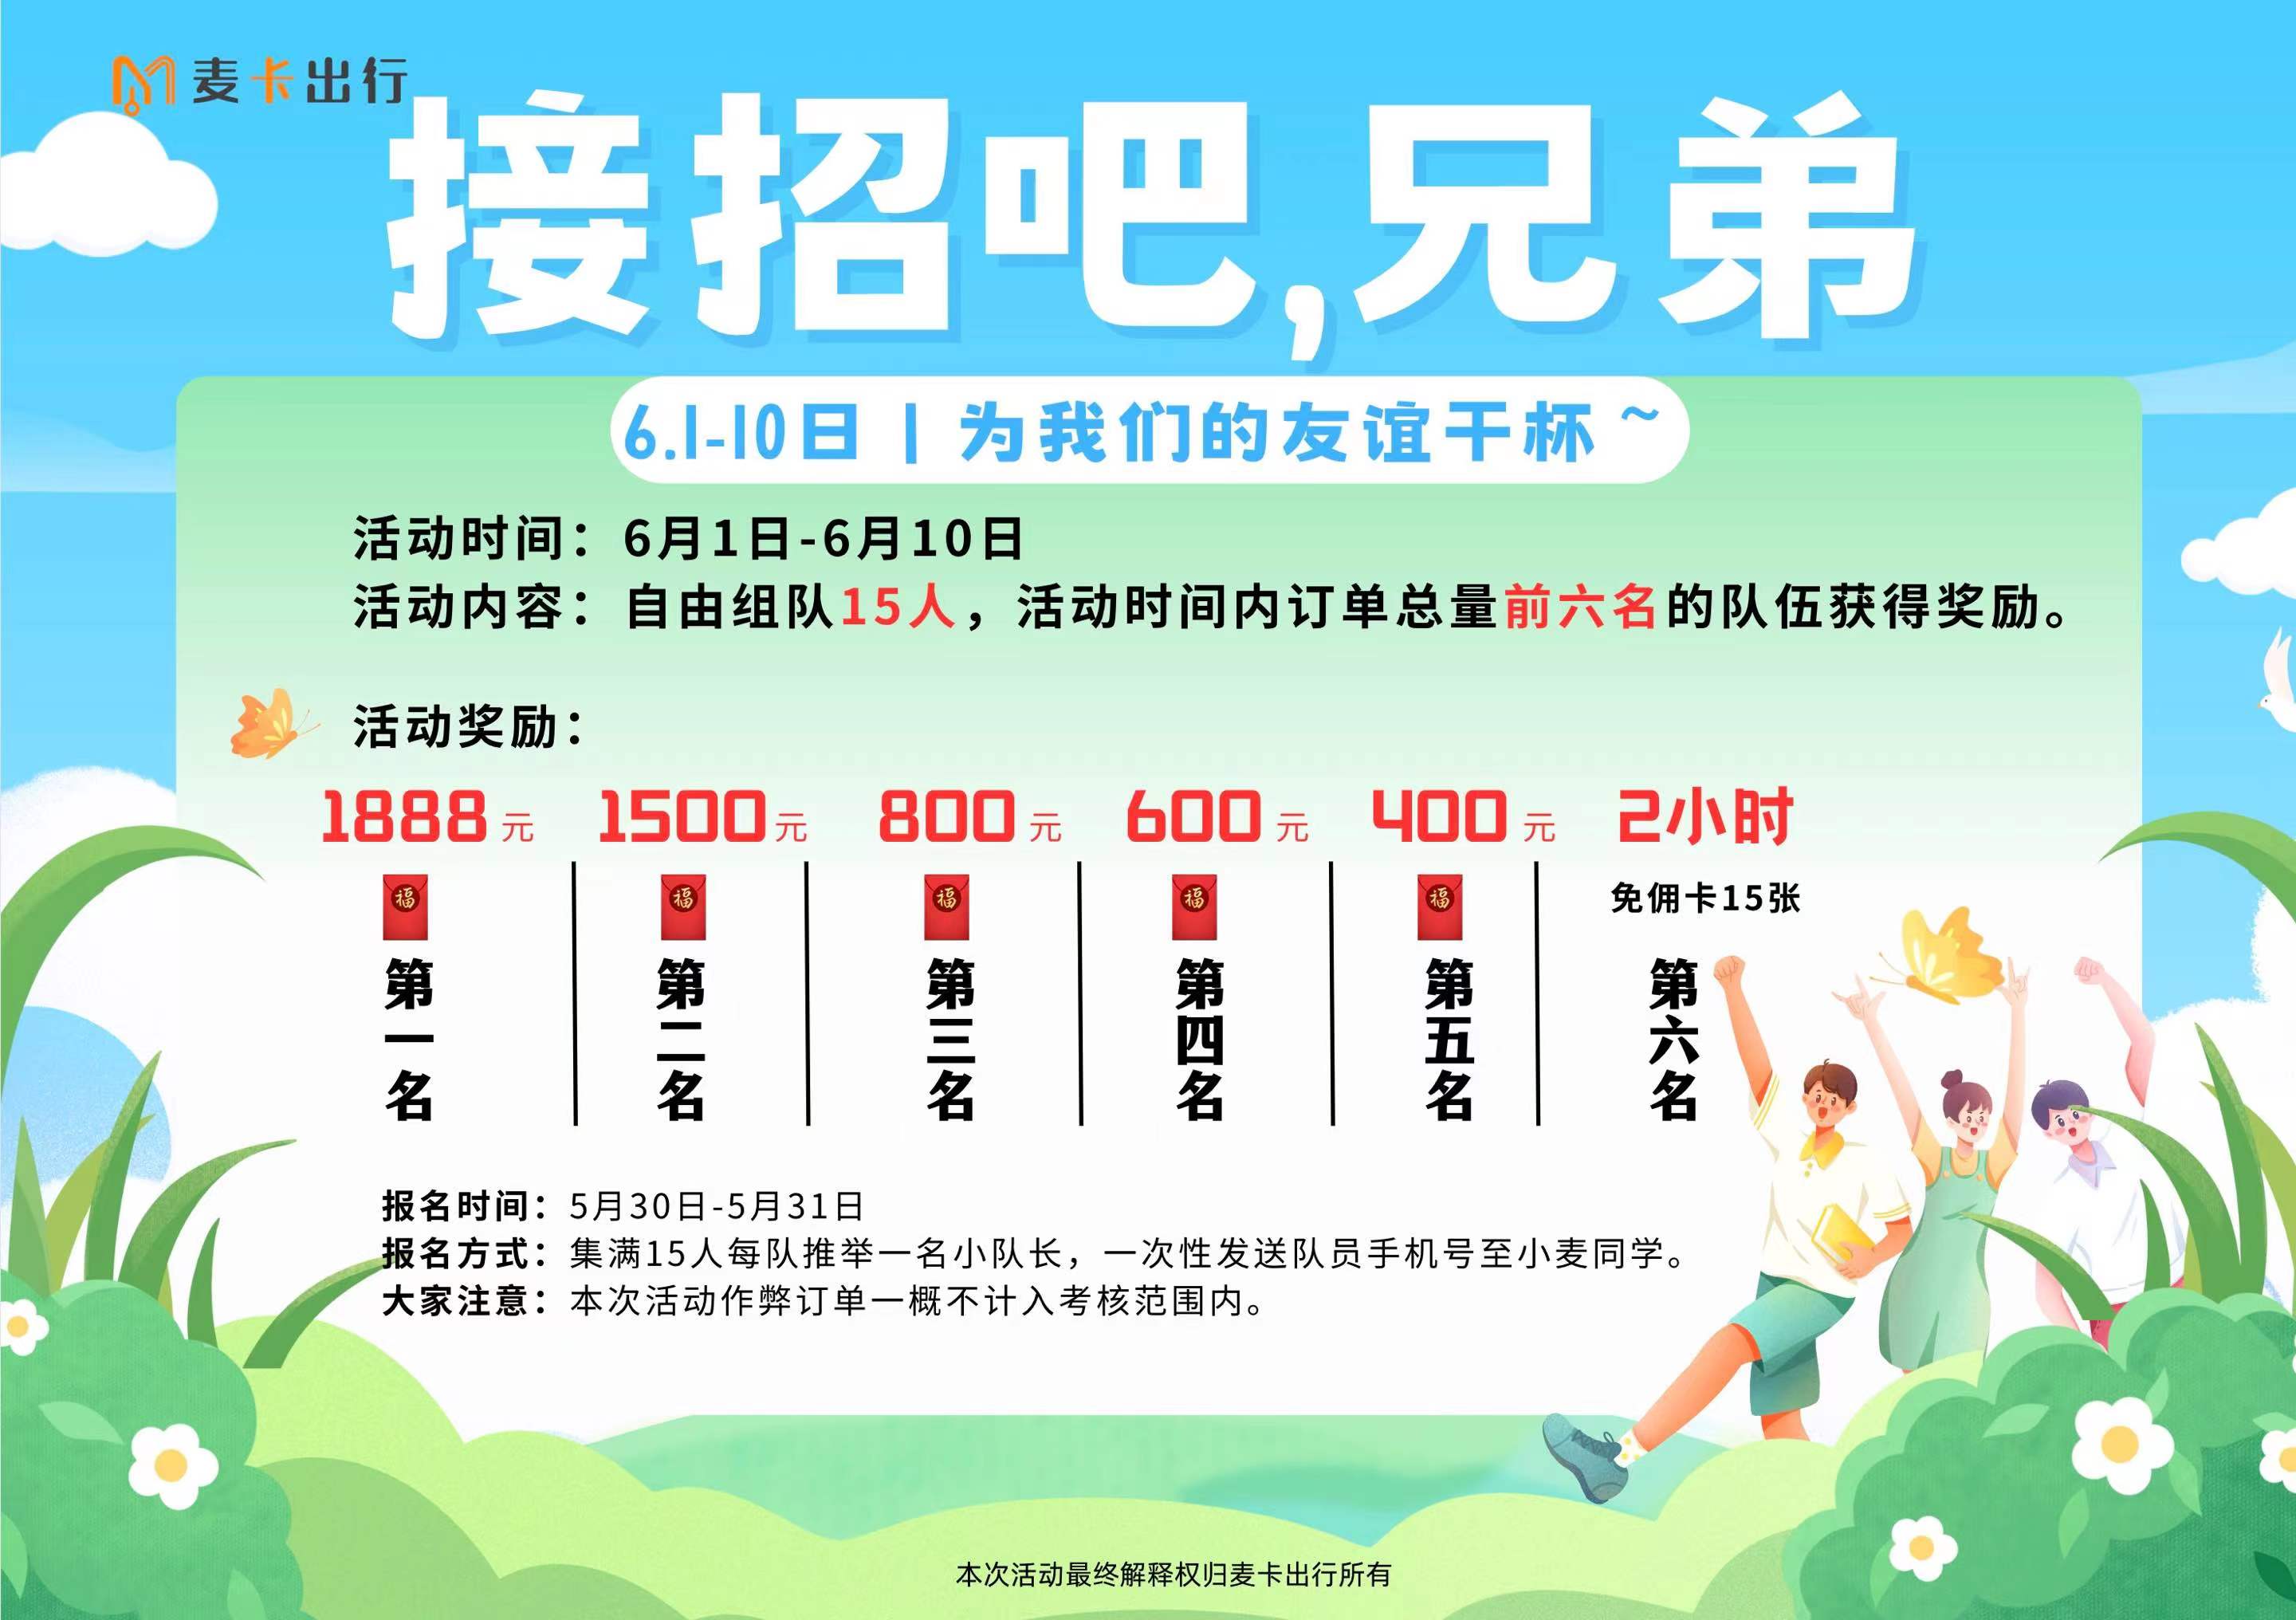 麦卡出行
接招吧,兄弟
6.1-10日 | 为我们的友谊干杯~
活动时间：6月1日-6月10日
活动内容：自由组队15人，活动时间内订单总量前六名的队伍获得奖励。
活动奖励：
1888元 1500元 800元 600元 400元 2小时
福 福 福 福 福 免佣卡15张
第一名 第二名 第三名 第四名 第五名 第六名
报名时间：5月30日-5月31日
报名方式：集满15人每队推举一名小队长，一次性发送队员手机号至小麦同学。
大家注意：本次活动作弊订单一概不计入考核范围内。
本次活动最终解释权归麦卡出行所有